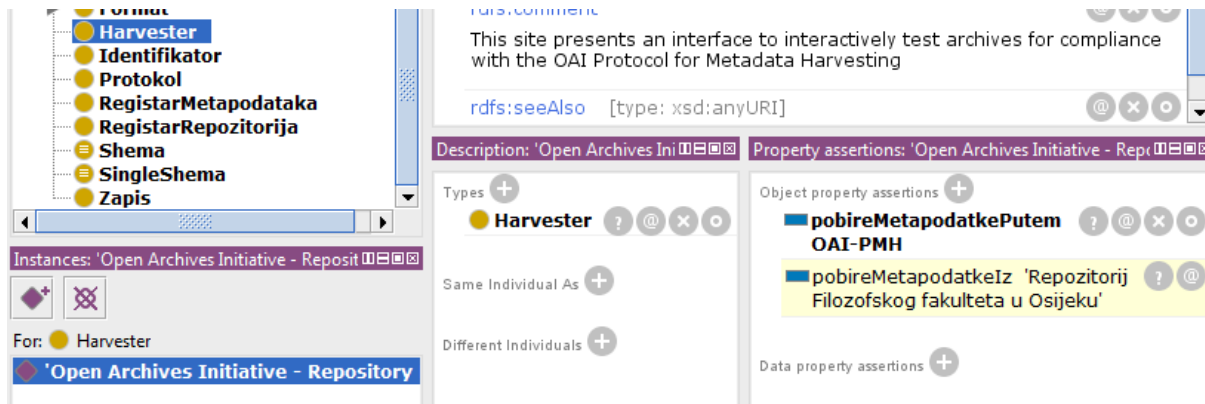 Format
Harvester
Identifikator
Protokol
RegistarMetapodataka
RegistarRepozitorija
Shema
SingleShema
Zapis
Instances: 'Open Archives Initiative - Reposit
For: Harvester
'Open Archives Initiative - Repository
rdfs:comment
This site presents an interface to interactively test archives for compliance
with the OAI Protocol for Metadata Harvesting
rdfs:seeAlso [type: xsd:anyURI]
Description: 'Open Archives Ini
Types
Harvester
Same Individual As
Different Individuals
Property assertions: 'Open Archives Initiative - Repo
Object property assertions
pobireMetapodatkePutem
OAI-PMH
pobireMetapodatkeIz 'Repozitorij
Filozofskog fakulteta u Osijeku'
Data property assertions